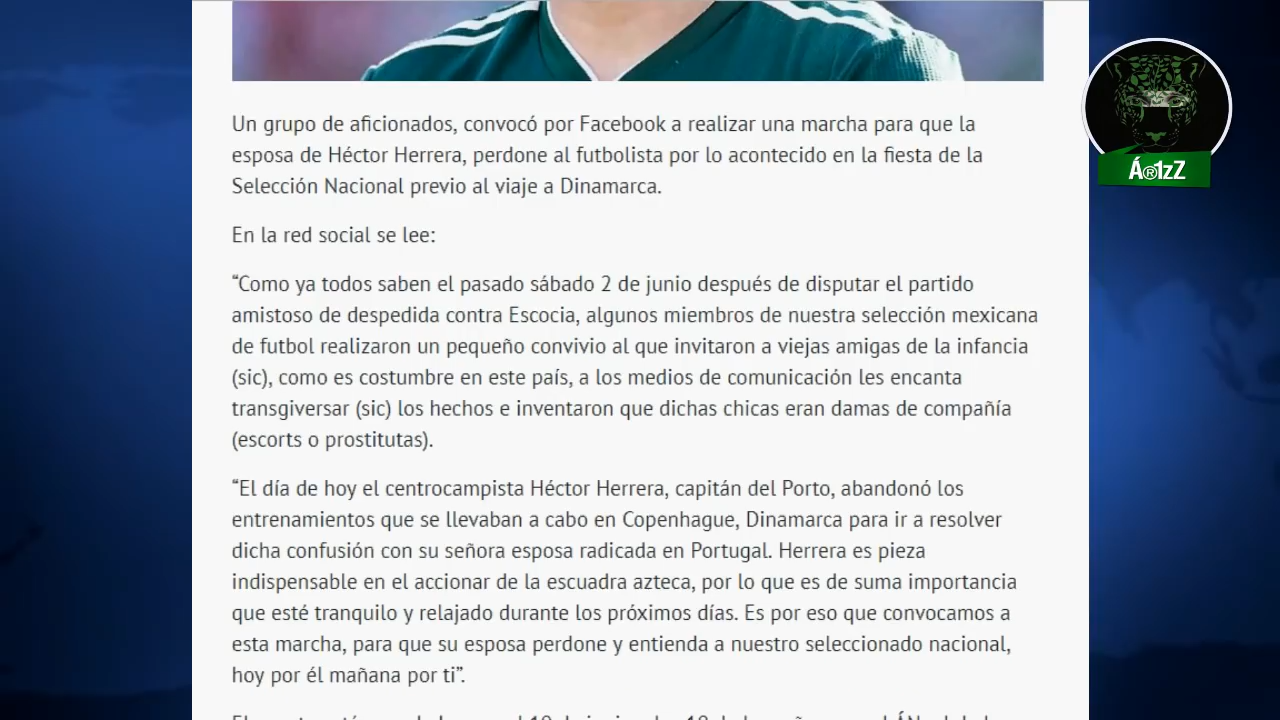 Un grupo de aficionados, convocó por Facebook a realizar una marcha para que la
esposa de Héctor Herrera, perdone al futbolista por lo acontecido en la fiesta de la
Selección Nacional previo al viaje a Dinamarca.
En la red social se lee:
“Como ya todos saben el pasado sábado 2 de junio después de disputar el partido
amistoso de despedida contra Escocia, algunos miembros de nuestra selección mexicana
de futbol realizaron un pequeño convivio al que invitaron a viejas amigas de la infancia
(sic), como es costumbre en este país, a los medios de comunicación les encanta
transgiversar (sic) los hechos e inventaron que dichas chicas eran damas de compañía
(escorts o prostitutas).
“El día de hoy el centrocampista Héctor Herrera, capitán del Porto, abandonó los
entrenamientos que se llevaban a cabo en Copenhague, Dinamarca para ir a resolver
dicha confusión con su señora esposa radicada en Portugal. Herrera es pieza
indispensable en el accionar de la escuadra azteca, por lo que es de suma importancia
que esté tranquilo y relajado durante los próximos días. Es por eso que convocamos a
esta marcha, para que su esposa perdone y entienda a nuestro seleccionado nacional,
hoy por él mañana por ti”.
Á®1zZ